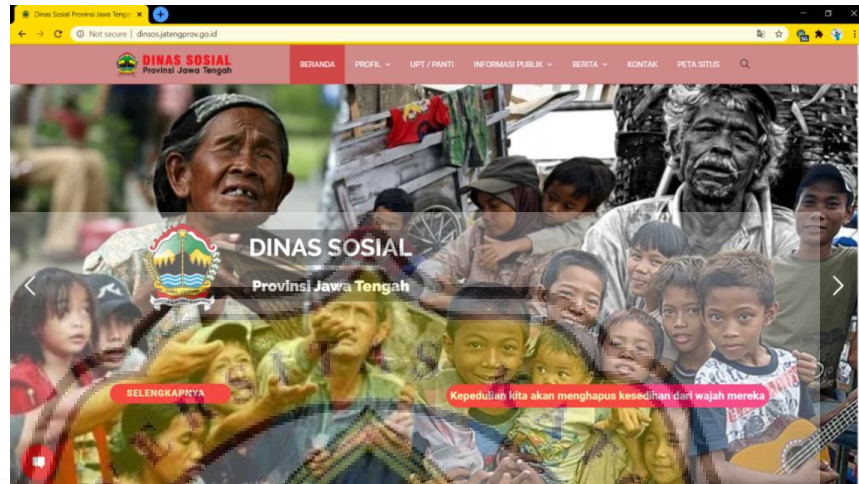 Dinas Sosial Provinsi Jawa Tenga
Not secure | dinsos.jatengprov.go.id
DINAS SOSIAL
Provinsi Jawa Tengah
BERANDA PROFIL UPT / PANTI INFORMASI PUBLIK BERITA KONTAK PETA SITUS
DINAS SOSIAL
Provinsi Jawa Tengah
SELENGKAPNYA
Kepedulian kita akan menghapus kesedihan dari wajah mereka